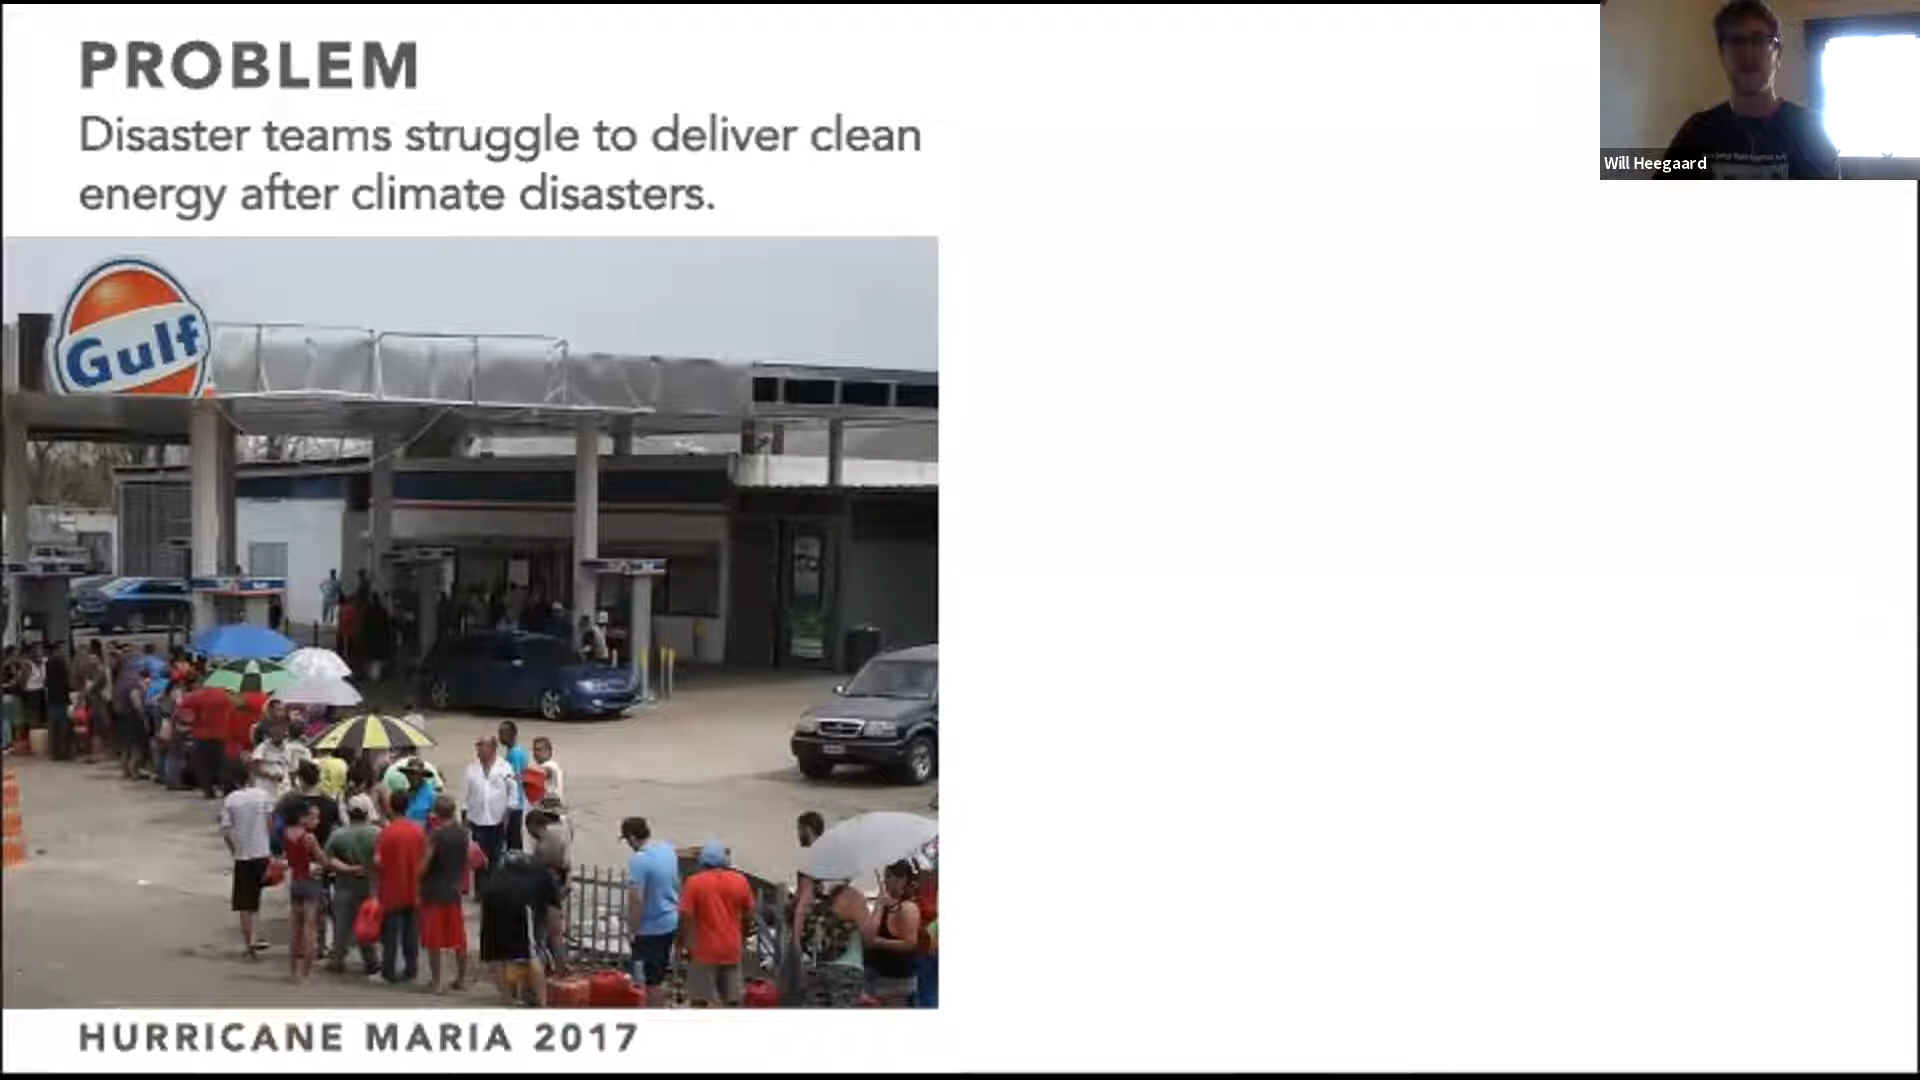 PROBLEM
Disaster teams struggle to deliver clean
energy after climate disasters.
Will Heegaard
Gulf
HURRICANE MARIA 2017